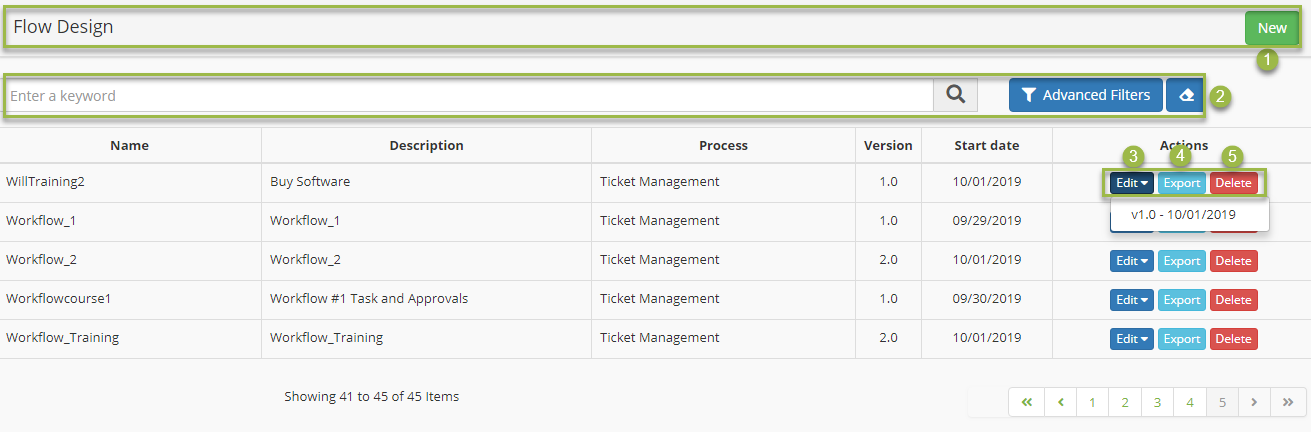 Flow Design New
1
Enter a keyword Advanced Filters 2
Name Description Process Version Start date Actions
3 4 5
WillTraining2 Buy Software Ticket Management 1.0 10/01/2019 Edit Export Delete
v1.0 - 10/01/2019
Workflow_1 Workflow_1 Ticket Management 1.0 09/29/2019
Workflow_2 Workflow_2 Ticket Management 2.0 10/01/2019 Edit Export Delete
Workflowcourse1 Workflow #1 Task and Approvals Ticket Management 1.0 09/30/2019 Edit Export Delete
Workflow_Training Workflow_Training Ticket Management 2.0 10/01/2019 Edit Export Delete
Showing 41 to 45 of 45 Items « ‹ 1 2 3 4 5 › »